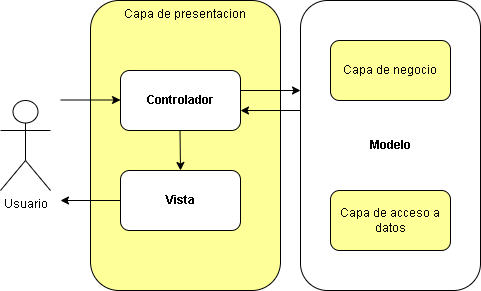 Capa de presentacion
Capa de negocio
Controlador
Modelo
Usuario
Vista
Capa de acceso a
datos